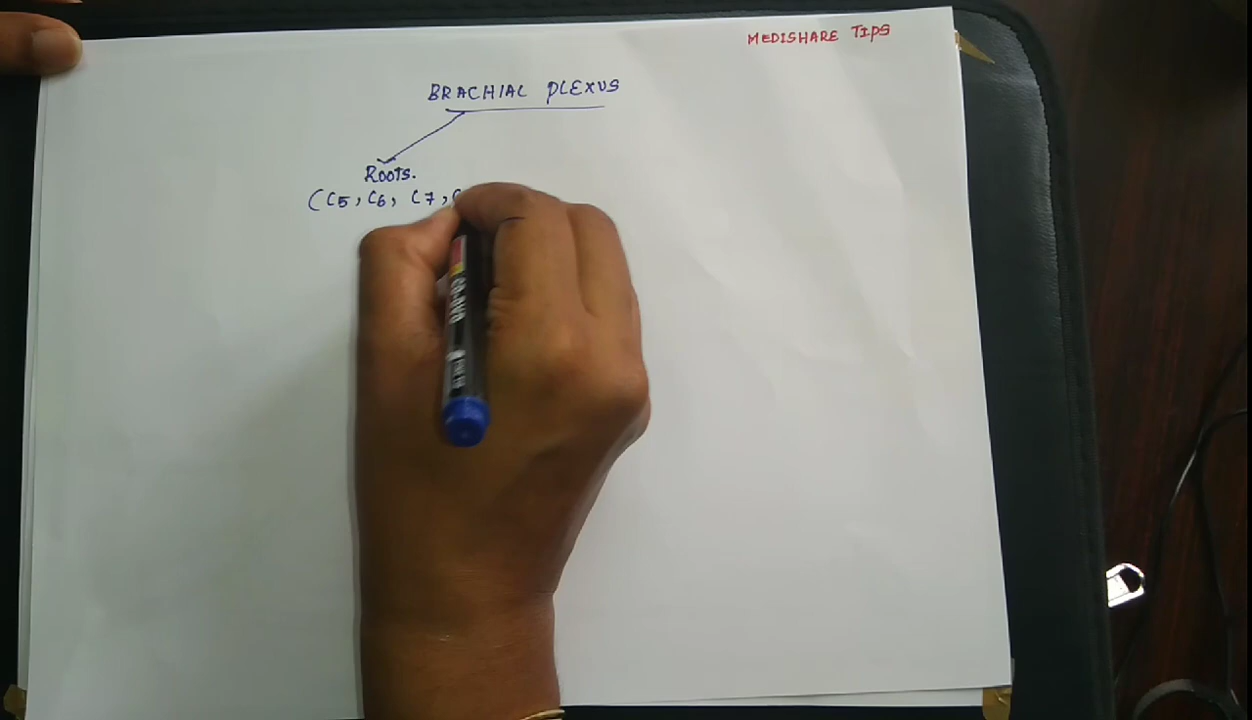 MEDISHARE TIPS
BRACHIAL PLEXUS
Roots.
(C5, C6, C7, C